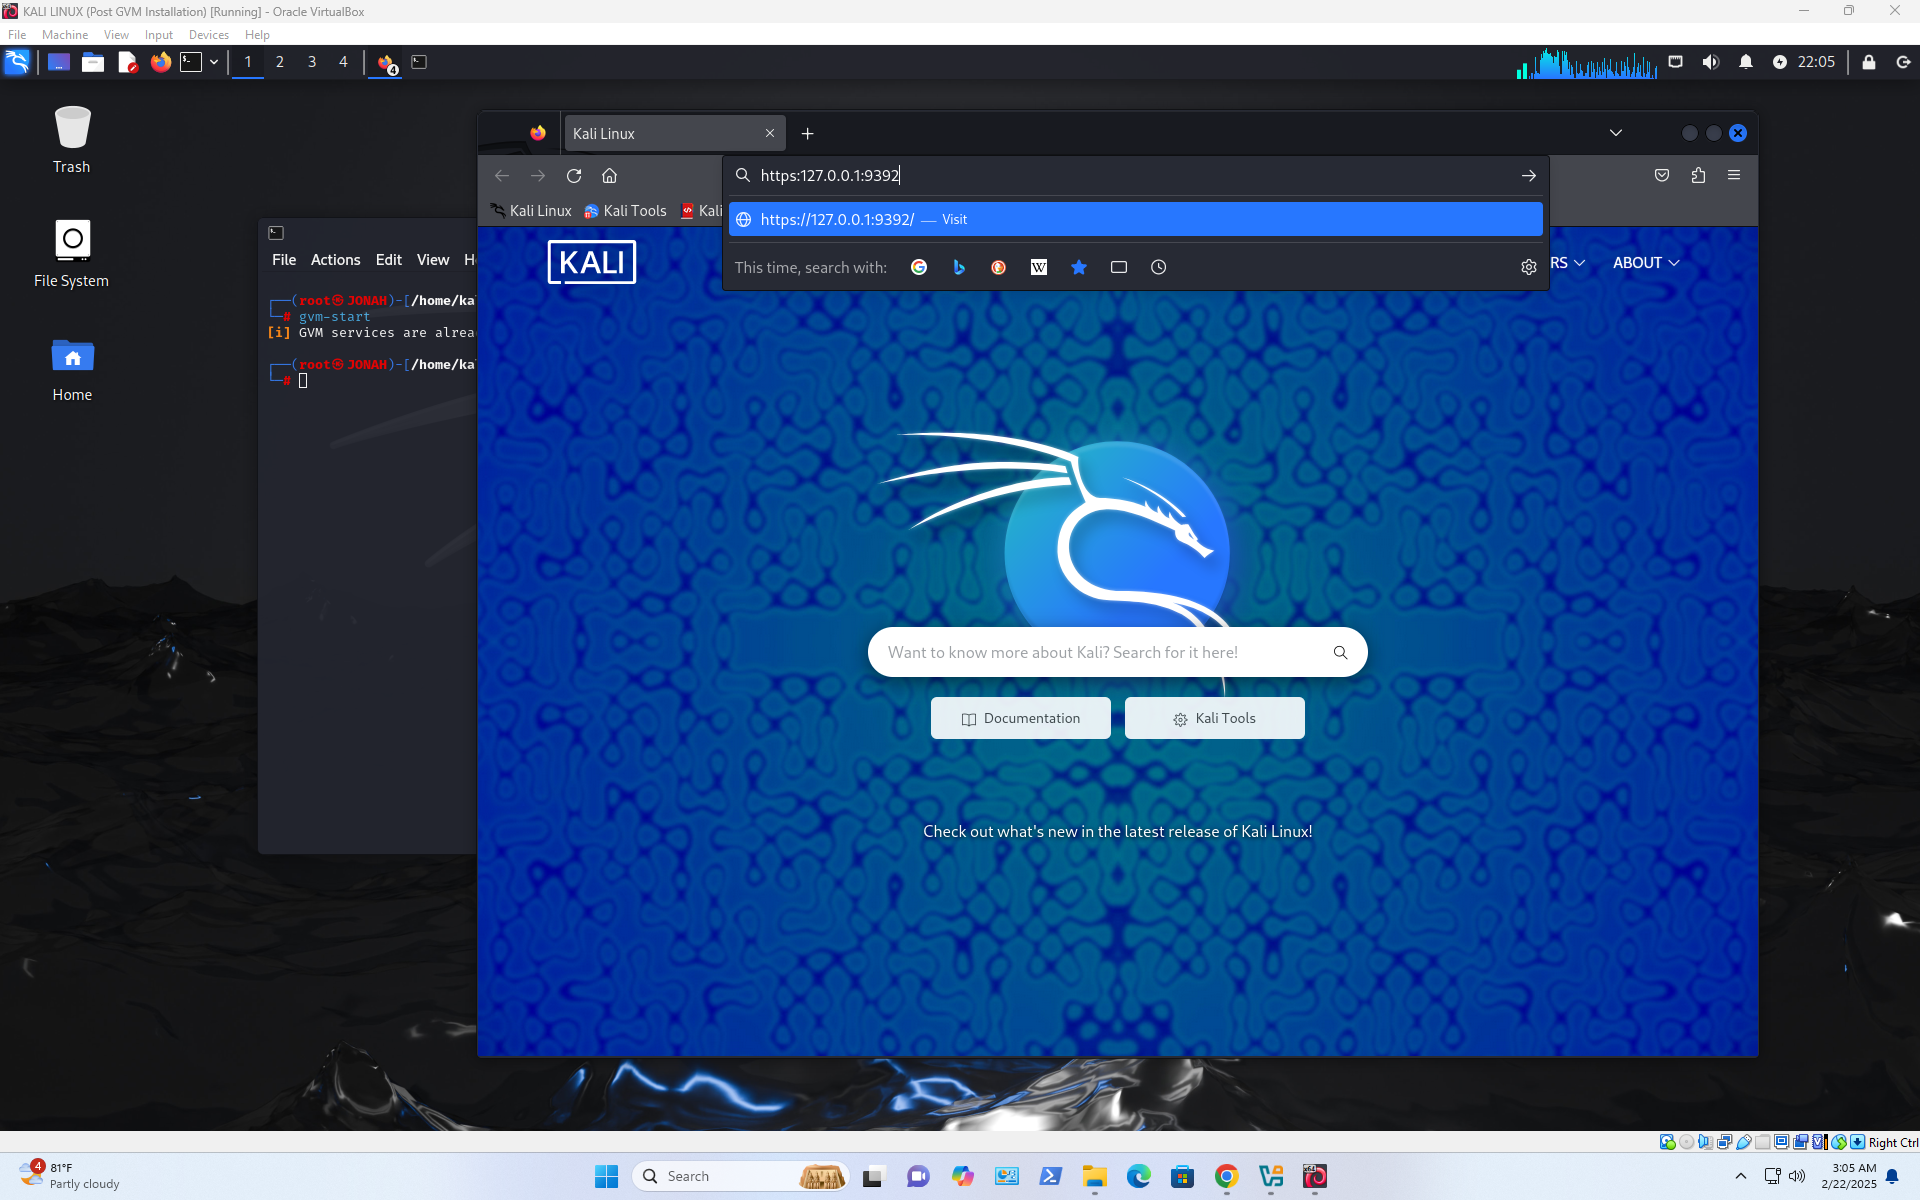 KALI LINUX (Post GVM Installation) [Running] - Oracle VirtualBox
File Machine View Input Devices Help
1 2 3 4
4
22:05
Trash
File System
Home
File Actions Edit View
┌──(root㉿JONAH)-[/home/ka
└─# gvm-start
[i] GVM services are alrea
┌──(root㉿JONAH)-[/home/ka
└─#
Kali Linux
https:127.0.0.1:9392
https://127.0.0.1:9392/ — Visit
This time, search with:
Kali Linux Kali Tools Kali
KALI
RS ABOUT
Want to know more about Kali? Search for it here!
Documentation
Kali Tools
Check out what's new in the latest release of Kali Linux!
Right Ctrl
4
81°F
Partly cloudy
Search
3:05 AM
2/22/2025